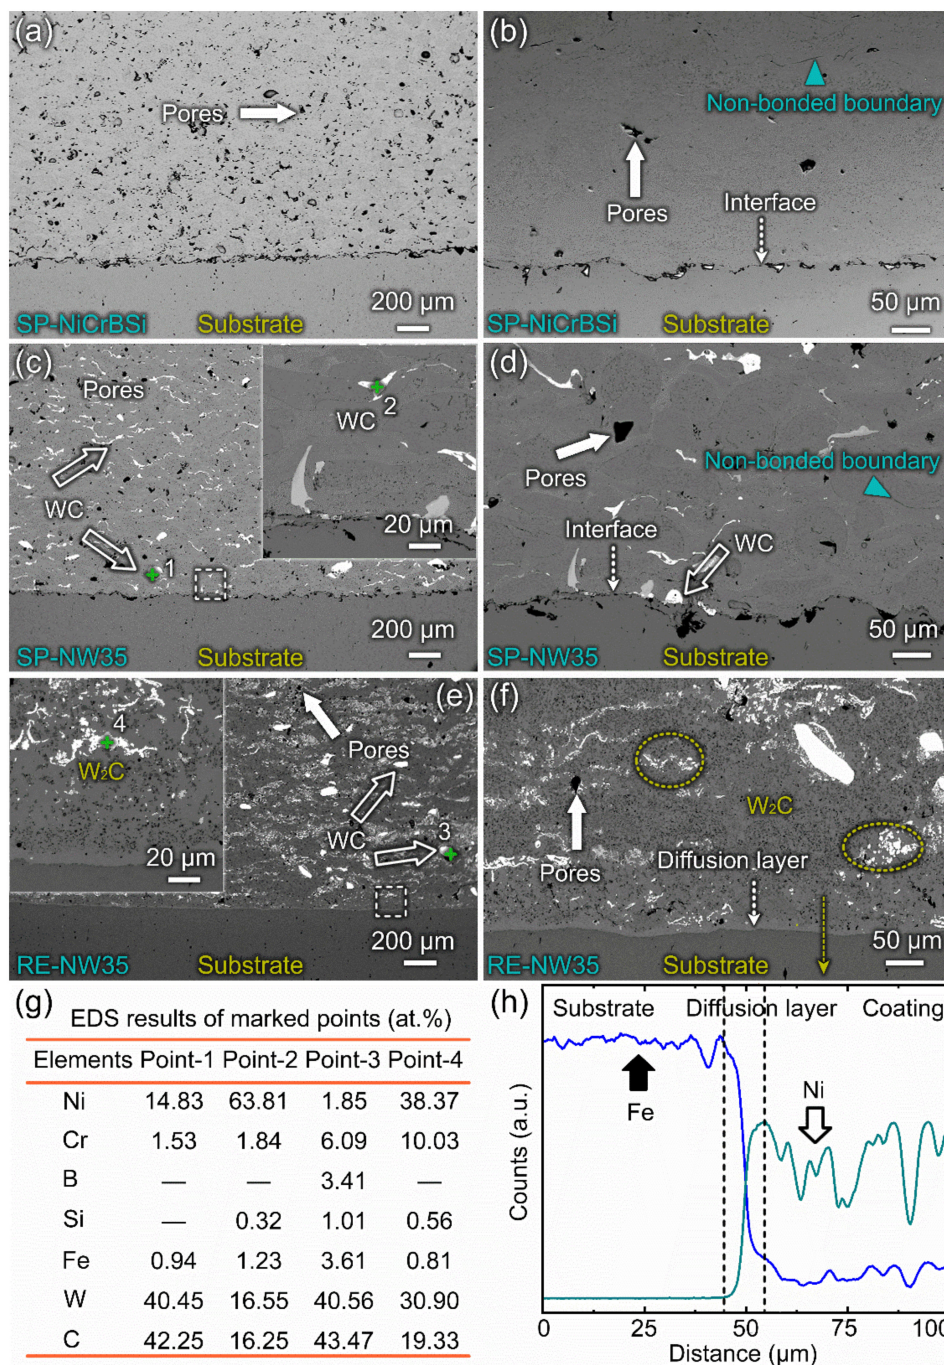 (a)
Pores
200 µm
SP-NiCrBSi
Substrate
(b)
Non-bonded boundary
Pores
Interface
50 µm
SP-NiCrBSi
Substrate
(c)
Pores
WC
1
WC
2
20 µm
200 µm
SP-NW35
Substrate
(d)
Pores
Non-bonded boundary
Interface
WC
50 µm
SP-NW35
Substrate
(e)
4
W₂C
20 µm
Pores
WC
3
200 µm
RE-NW35
Substrate
(f)
W₂C
Pores
Diffusion layer
50 µm
RE-NW35
Substrate
(g)
EDS results of marked points (at.%)
Elements Point-1 Point-2 Point-3 Point-4
Ni 14.83 63.81 1.85 38.37
Cr 1.53 1.84 6.09 10.03
B — — 3.41 —
Si — 0.32 1.01 0.56
Fe 0.94 1.23 3.61 0.81
W 40.45 16.55 40.56 30.90
C 42.25 16.25 43.47 19.33
(h)
Substrate Diffusion layer Coating
Fe
Ni
Counts (a.u.)
0 25 50 75 100
Distance (µm)